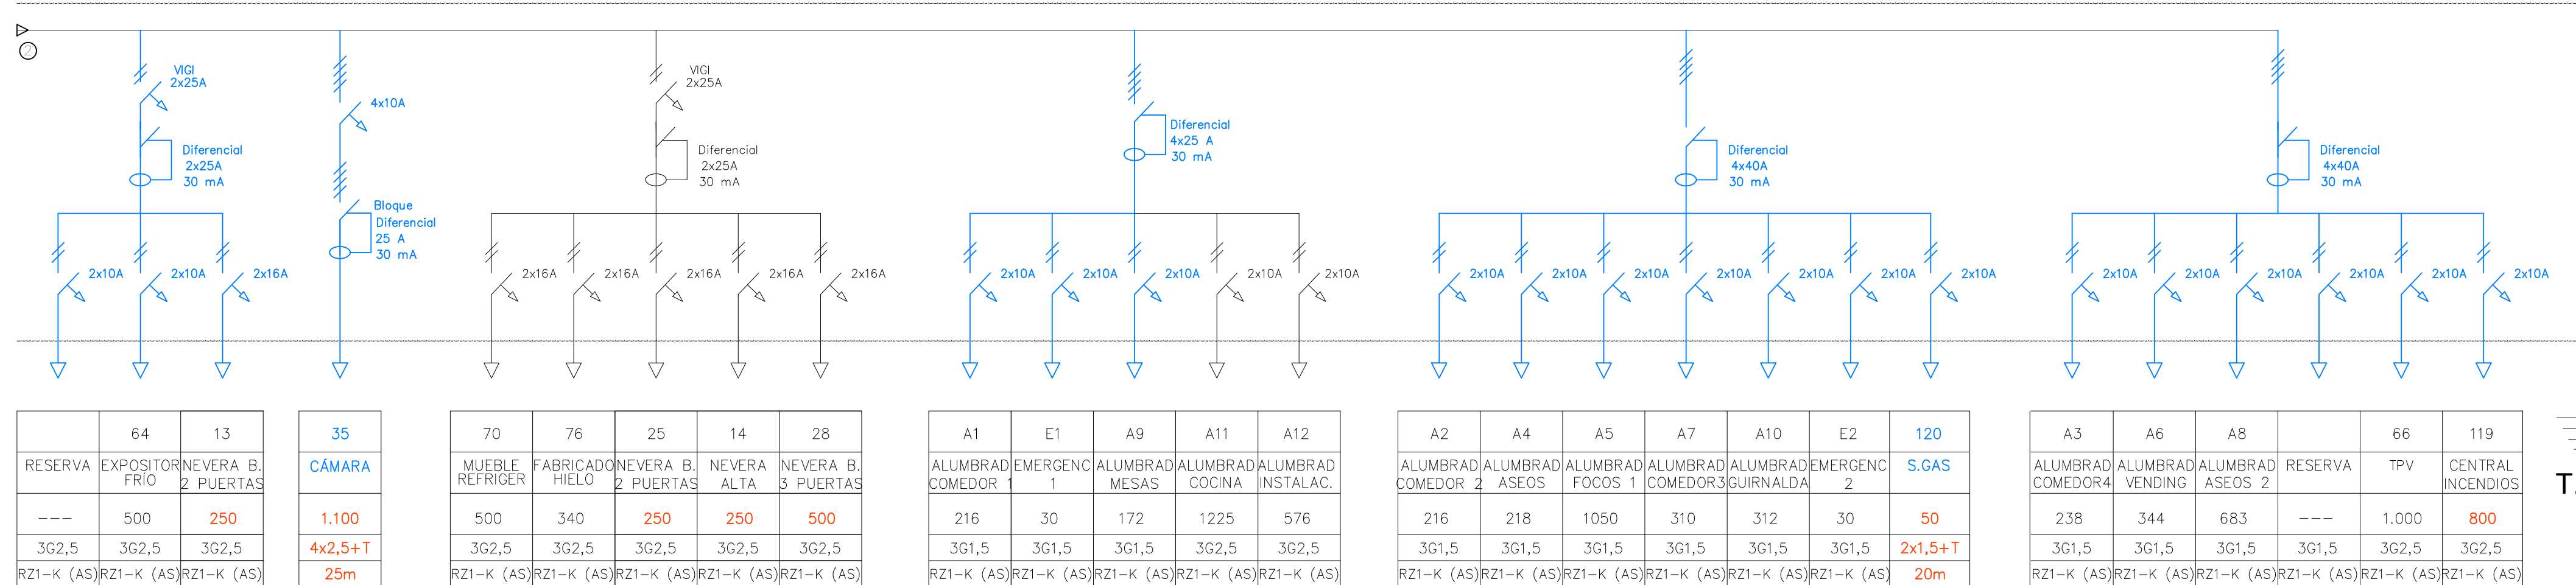 2
VIGI
2x25A
Diferencial
2x25A
30 mA
2x10A
2x10A
2x16A
4x10A
Bloque
Diferencial
25 A
30 mA
VIGI
2x25A
Diferencial
2x25A
30 mA
2x16A
2x16A
2x16A
2x16A
2x16A
Diferencial
4x25 A
30 mA
2x10A
2x10A
2x10A
2x10A
2x10A
Diferencial
4x40A
30 mA
2x10A
2x10A
2x10A
2x10A
2x10A
2x10A
2x10A
Diferencial
4x40A
30 mA
2x10A
2x10A
2x10A
2x10A
2x10A
2x10A
64 13
RESERVA EXPOSITOR NEVERA B.
FRÍO 2 PUERTAS
--- 500 250
3G2,5 3G2,5 3G2,5
RZ1-K (AS) RZ1-K (AS) RZ1-K (AS)
35
CÁMARA
1.100
4x2,5+T
25m
70 76 25 14 28
MUEBLE FABRICADO NEVERA B. NEVERA NEVERA B.
REFRIGER HIELO 2 PUERTAS ALTA 3 PUERTAS
500 340 250 250 500
3G2,5 3G2,5 3G2,5 3G2,5 3G2,5
RZ1-K (AS) RZ1-K (AS) RZ1-K (AS) RZ1-K (AS) RZ1-K (AS)
A1 E1 A9 A11 A12
ALUMBRAD EMERGENC ALUMBRAD ALUMBRAD ALUMBRAD
COMEDOR 1 1 MESAS COCINA INSTALAC.
216 30 172 1225 576
3G1,5 3G1,5 3G1,5 3G2,5 3G2,5
RZ1-K (AS) RZ1-K (AS) RZ1-K (AS) RZ1-K (AS) RZ1-K (AS)
A2 A4 A5 A7 A10 E2 120
ALUMBRAD ALUMBRAD ALUMBRAD ALUMBRAD ALUMBRAD EMERGENC S.GAS
COMEDOR 2 ASEOS FOCOS 1 COMEDOR3 GUIRNALDA 2
216 218 1050 310 312 30 50
3G1,5 3G1,5 3G1,5 3G1,5 3G1,5 3G1,5 2x1,5+T
RZ1-K (AS) RZ1-K (AS) RZ1-K (AS) RZ1-K (AS) RZ1-K (AS) RZ1-K (AS) 20m
A3 A6 A8 66 119
ALUMBRAD ALUMBRAD ALUMBRAD RESERVA TPV CENTRAL
COMEDOR4 VENDING ASEOS 2 INCENDIOS
238 344 683 --- 1.000 800
3G1,5 3G1,5 3G1,5 3G1,5 3G2,5 3G2,5
RZ1-K (AS) RZ1-K (AS) RZ1-K (AS) RZ1-K (AS) RZ1-K (AS) RZ1-K (AS)
T.